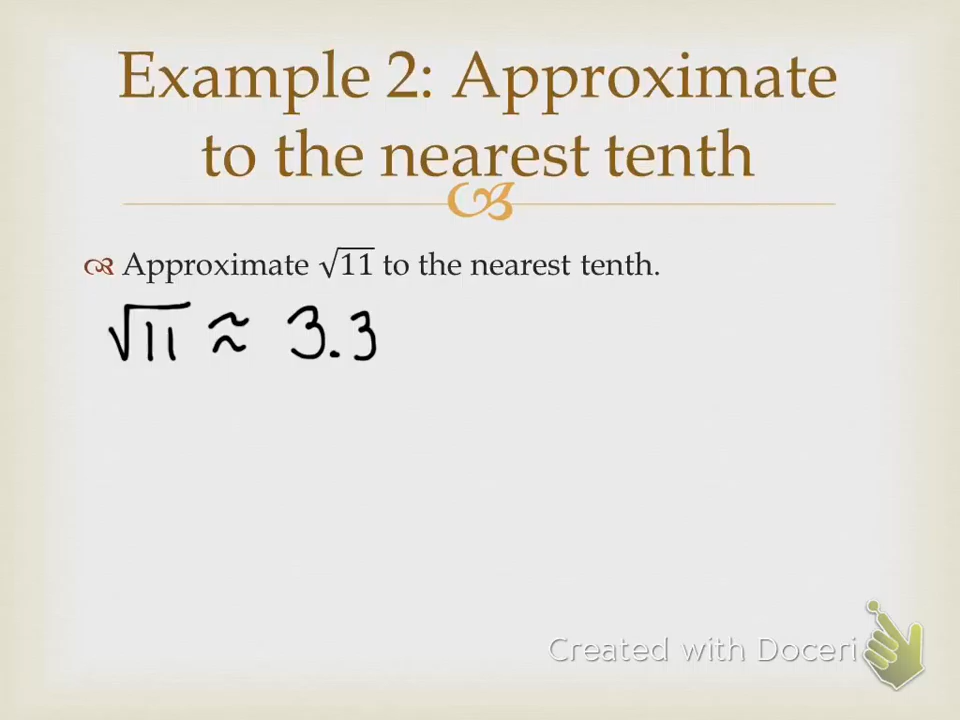 Example 2: Approximate
to the nearest tenth
Approximate √11 to the nearest tenth.
√11 ≈ 3.3
Created with Doceri